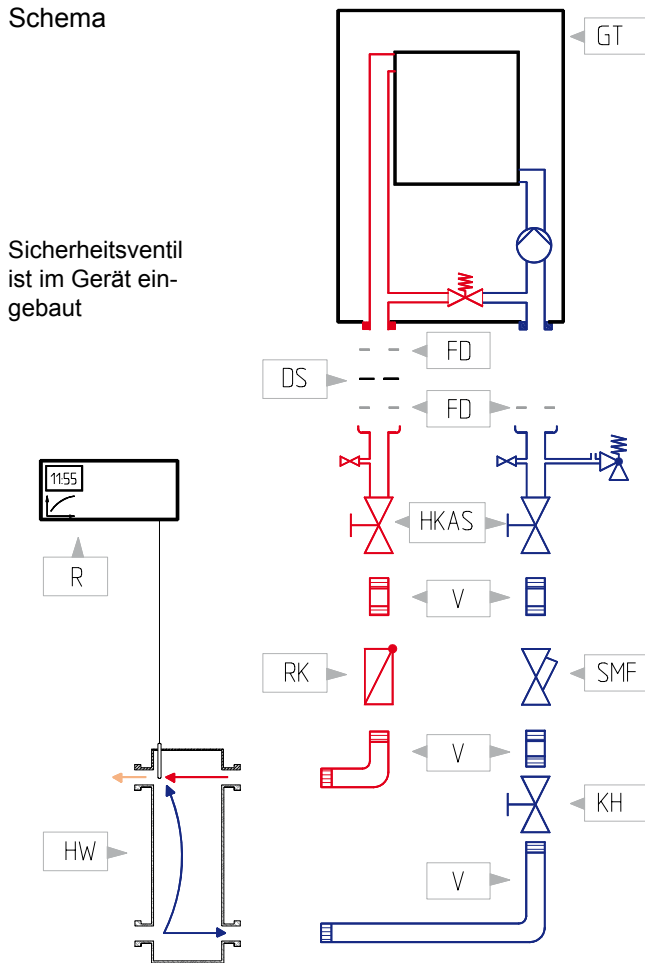 Schema
GT
Sicherheitsventil
ist im Gerät ein-
gebaut
FD
DS
FD
11:55
HKAS
R
V
RK
SMF
V
KH
HW
V